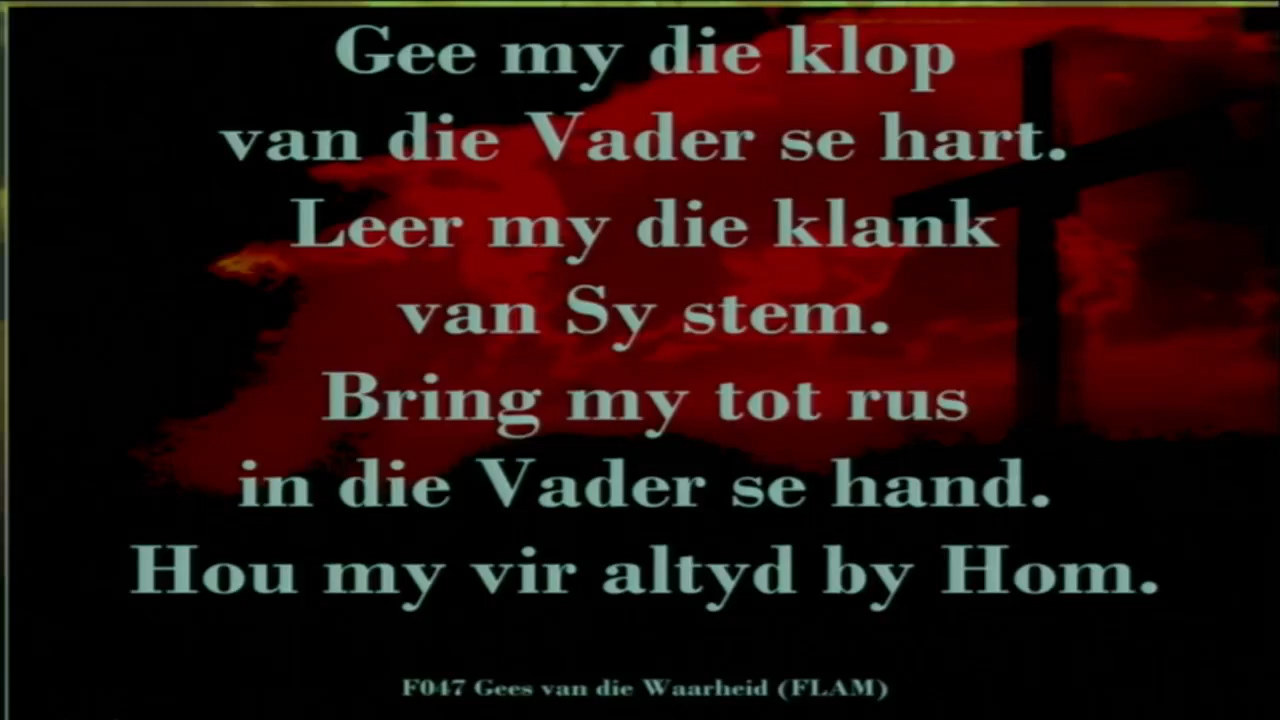 Gee my die klop
van die Vader se hart.
Leer my die klank
van Sy stem.
Bring my tot rus
in die Vader se hand.
Hou my vir altyd by Hom.
F047 Gees van die Waarheid (FLAM)